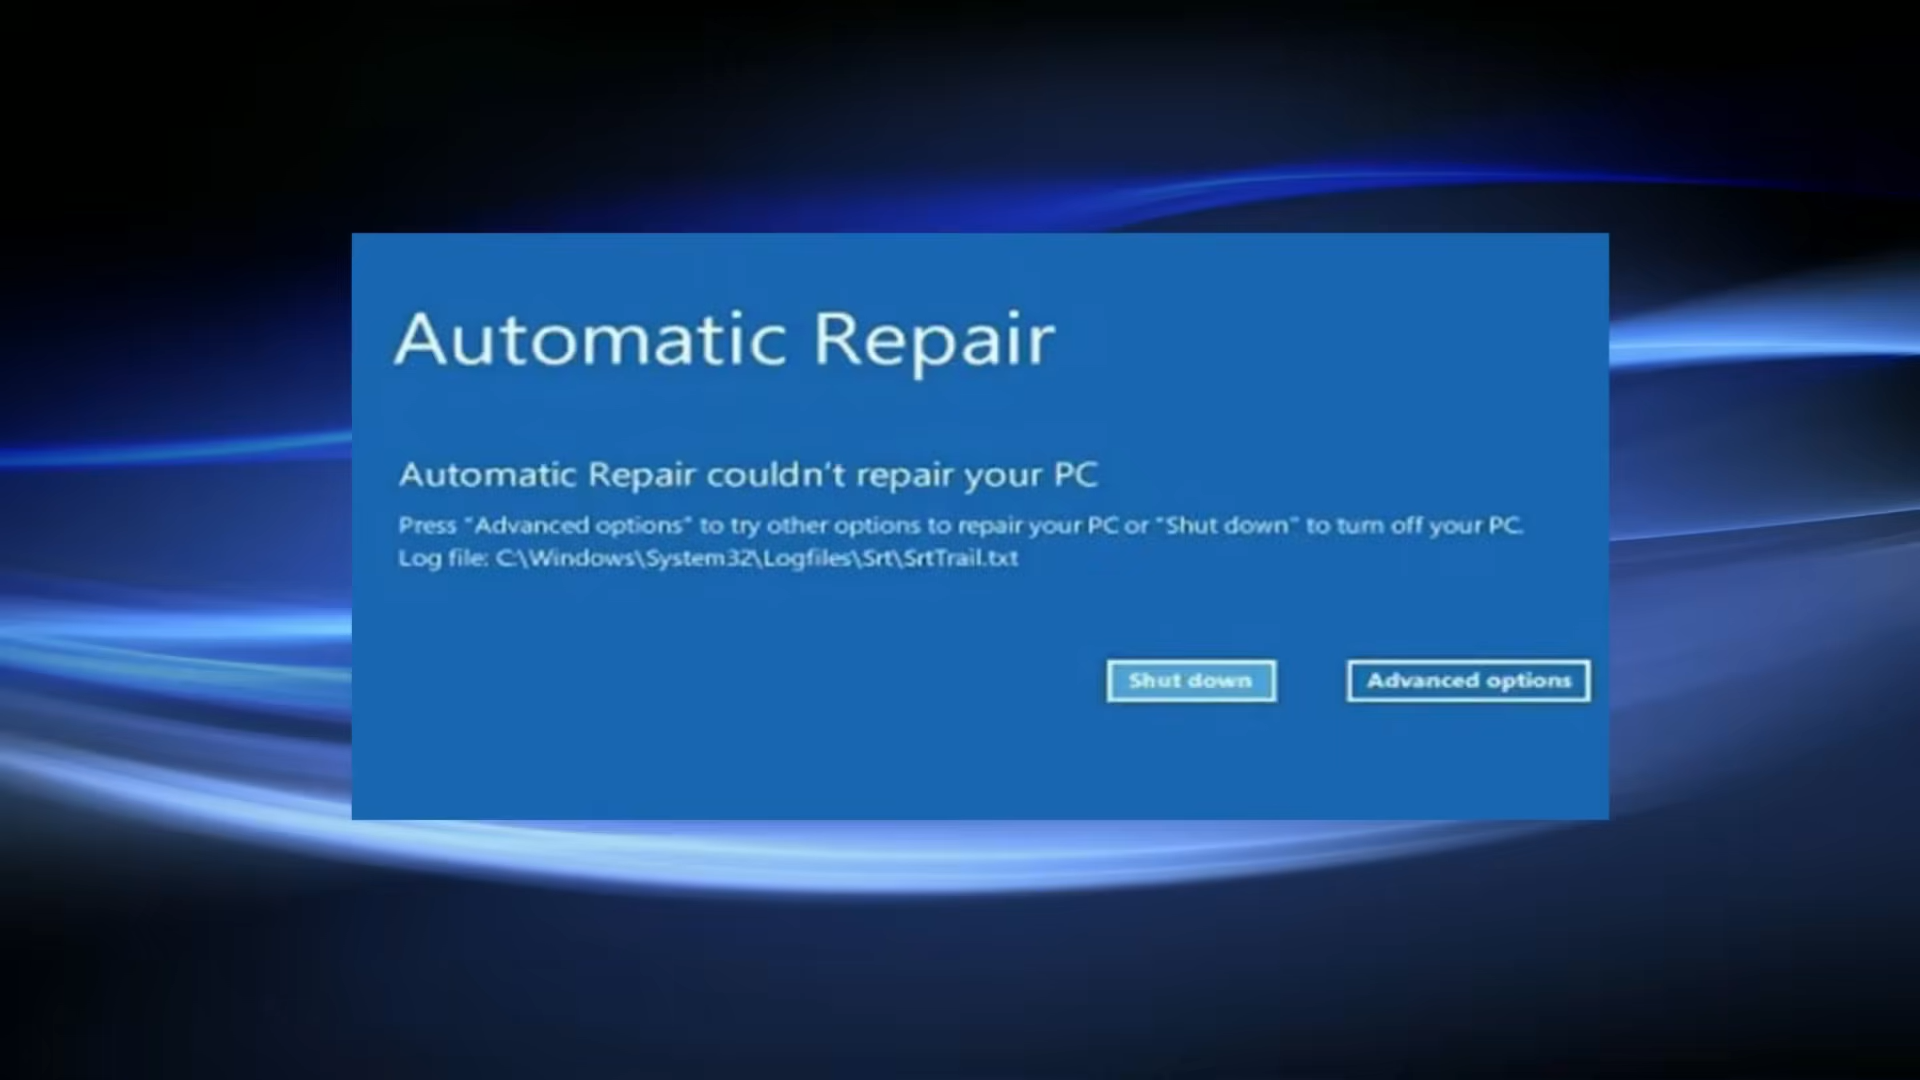 Automatic Repair
Automatic Repair couldn't repair your PC
Press "Advanced options" to try other options to repair your PC or "Shut down" to turn off your PC.
Log file: C:\Windows\System32\Logfiles\Srt\SrtTrail.txt
Shut down
Advanced options